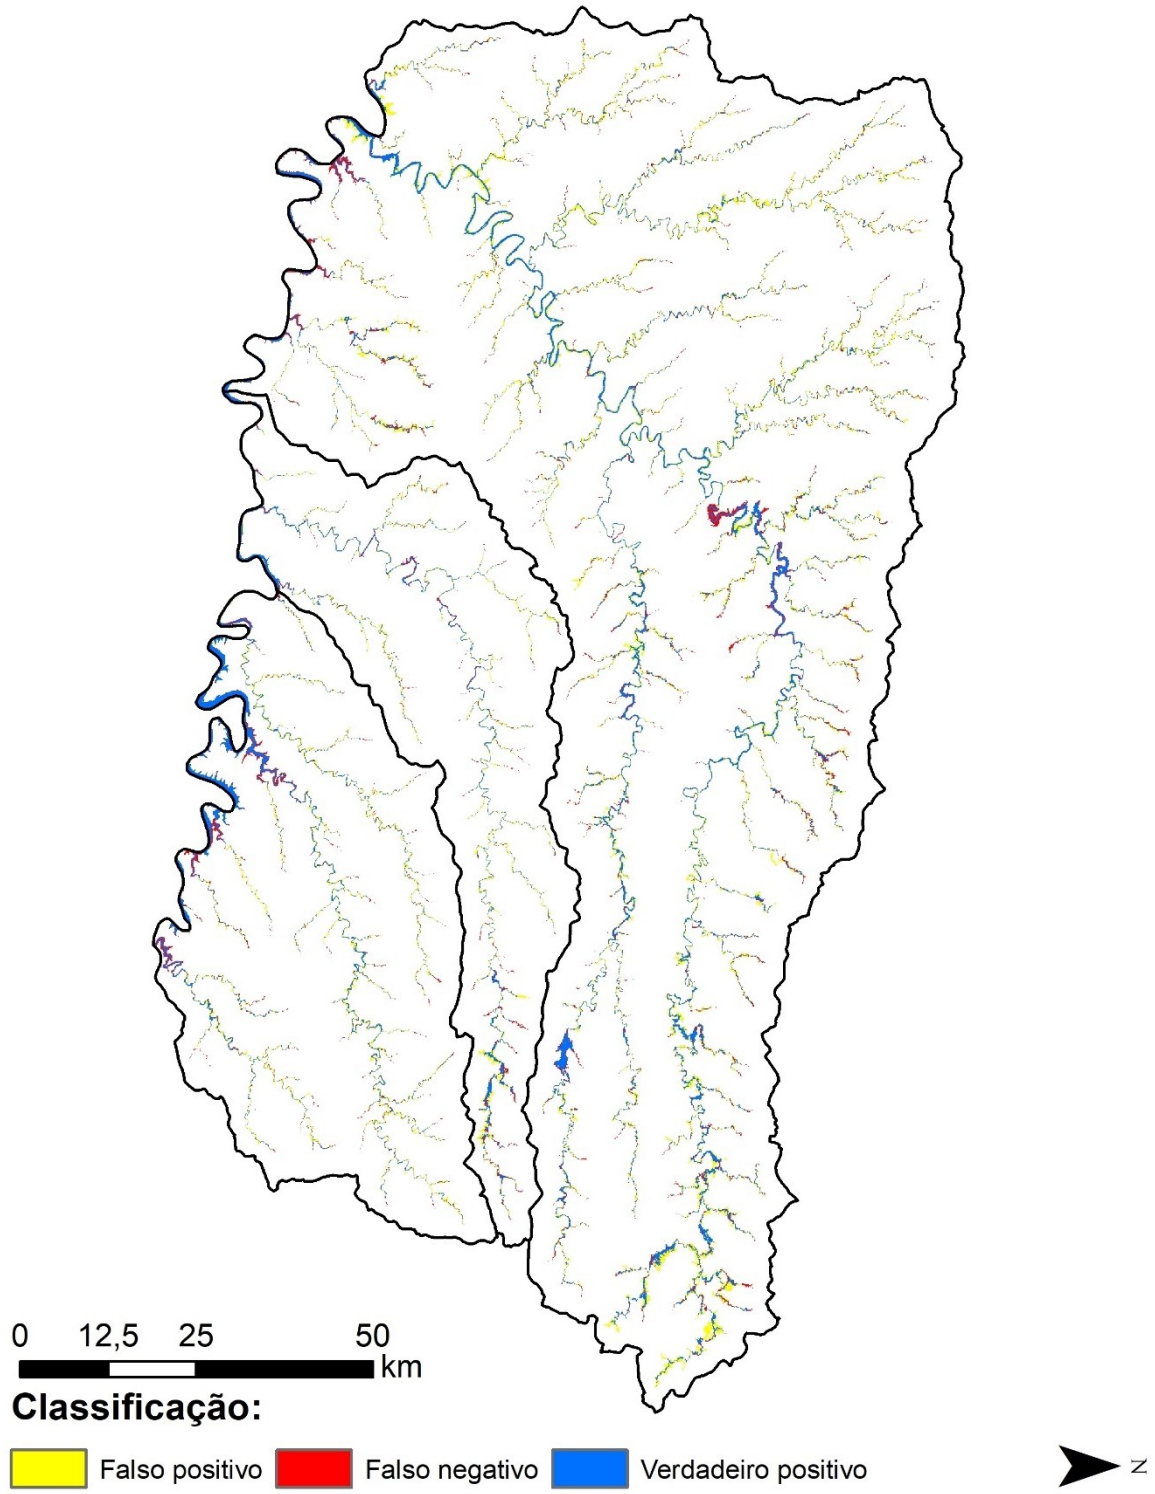 0 12,5 25 50
km
Classificação:
Falso positivo Falso negativo Verdadeiro positivo
N